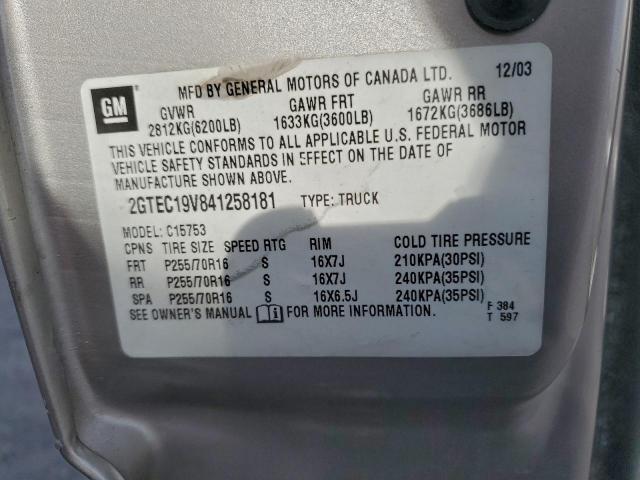 MFD BY GENERAL MOTORS OF CANADA LTD. 12/03
GM
GVWR GAWR FRT GAWR RR
2812KG(6200LB) 1633KG(3600LB) 1672KG(3686LB)
THIS VEHICLE CONFORMS TO ALL APPLICABLE U.S. FEDERAL MOTOR
VEHICLE SAFETY STANDARDS IN EFFECT ON THE DATE OF
MANUFACTURE SHOWN ABOVE.
2GTEC19V841258181 TYPE: TRUCK
MODEL: C15753
CPNS TIRE SIZE SPEED RTG RIM COLD TIRE PRESSURE
FRT P255/70R16 S 16X7J 210KPA(30PSI)
RR P255/70R16 S 16X7J 240KPA(35PSI)
SPA P255/70R16 S 16X6.5J 240KPA(35PSI)
SEE OWNER'S MANUAL FOR MORE INFORMATION.
F 384
T 597